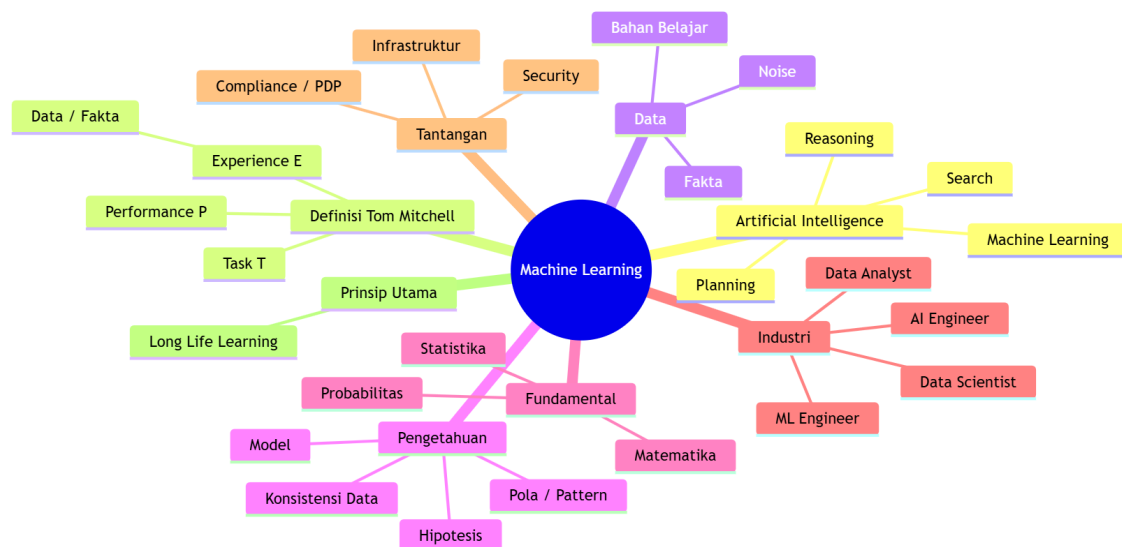 Bahan Belajar
Infrastruktur
Noise
Security
Compliance / PDP
Data / Fakta
Data
Tantangan
Reasoning
Experience E
Search
Fakta
Performance P
Definisi Tom Mitchell
Artificial Intelligence
Machine Learning
Task T
Machine Learning
Planning
Prinsip Utama
Data Analyst
AI Engineer
Long Life Learning
Statistika
Industri
Probabilitas
Fundamental
Data Scientist
ML Engineer
Model
Pengetahuan
Matematika
Konsistensi Data
Pola / Pattern
Hipotesis